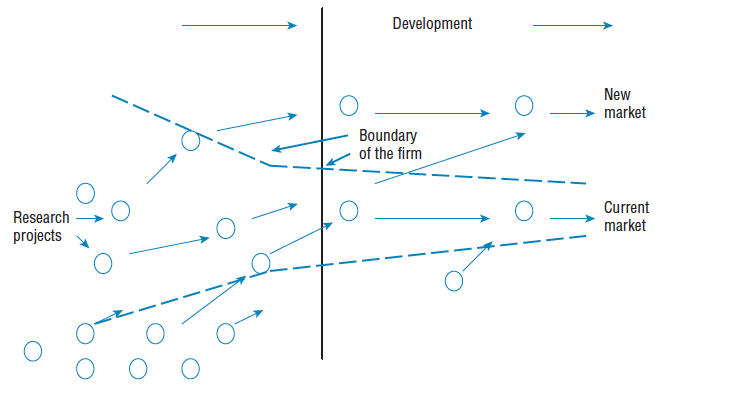 Development
New
market
Boundary
of the firm
Research
projects
Current
market